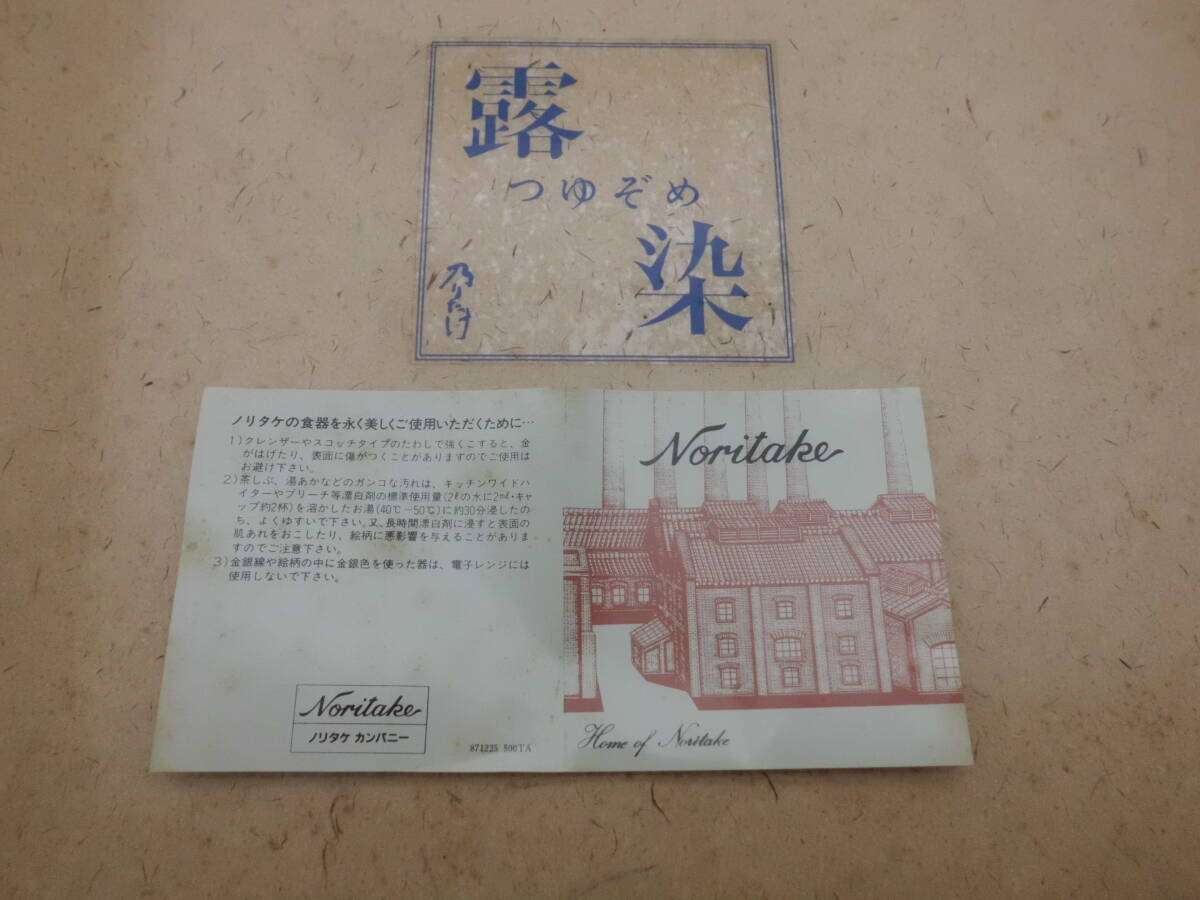 露
つゆぞめ
染
乃りたけ
ノリタケの食器を永く美しくご使用いただくために…
1)クレンザーやスコッチタイプのたわしで強くこすると、金
がはげたり、表面に傷がつくことがありますのでご使用は
お避け下さい。
2)茶しぶ、湯あかなどのガンコな汚れは、キッチンワイドハ
イターやブリーチ等漂白剤の標準使用量(2ℓの水に2㎖・キャ
ップ約2杯)を溶かしたお湯(40℃-50℃)に約30分浸したの
ち、よくゆすいで下さい。又、長時間漂白剤に浸すと表面の
肌あれをおこしたり、絵柄に悪影響を与えることがありま
すのでご注意下さい。
3)金銀線や絵柄の中に金銀色を使った器は、電子レンジには
使用しないで下さい。
Noritake
ノリタケ カンパニー
871225 500TA
Noritake
Home of Noritake